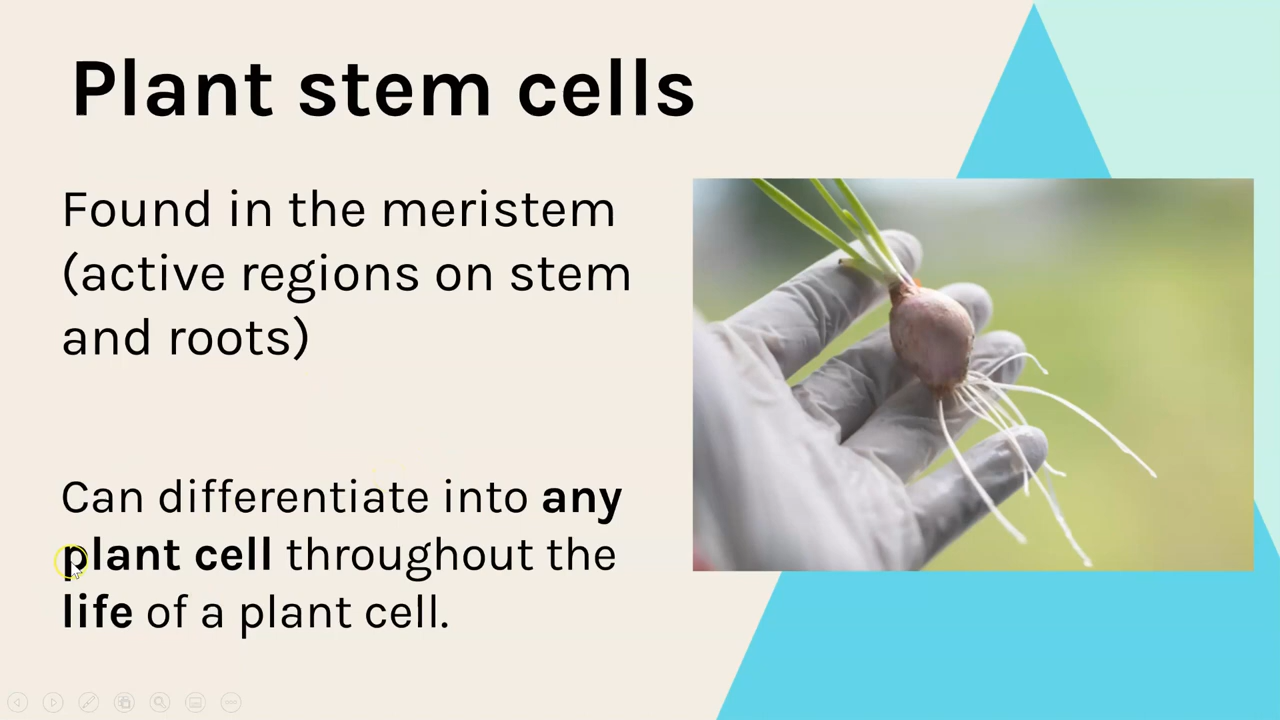 Plant stem cells
Found in the meristem
(active regions on stem
and roots)
Can differentiate into any
plant cell throughout the
life of a plant cell.